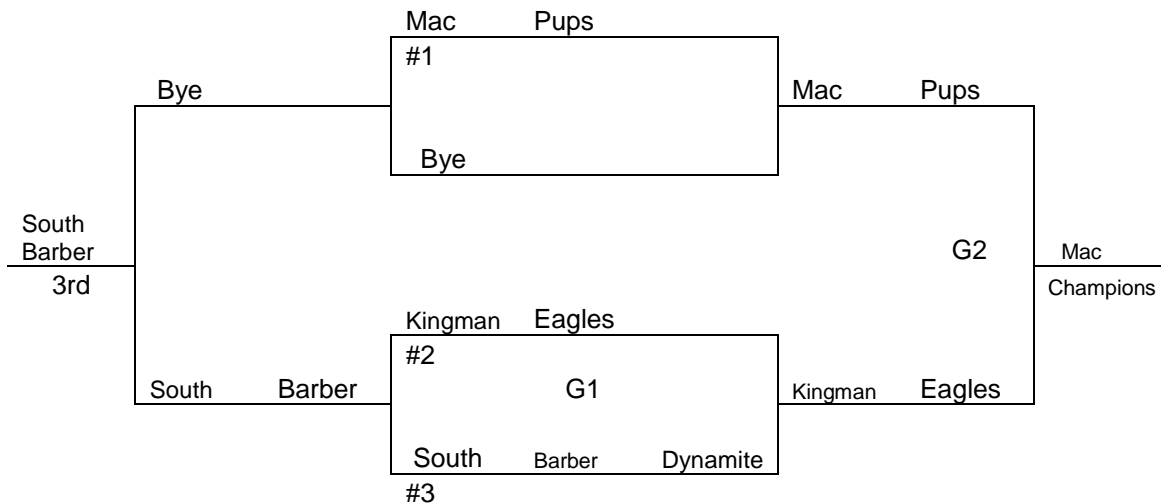 Mac Pups
#1
Bye
Mac Pups
Bye
South
Barber
3rd
G2
Mac
Champions
Kingman Eagles
#2
South Barber
G1
Kingman Eagles
South Barber Dynamite
#3